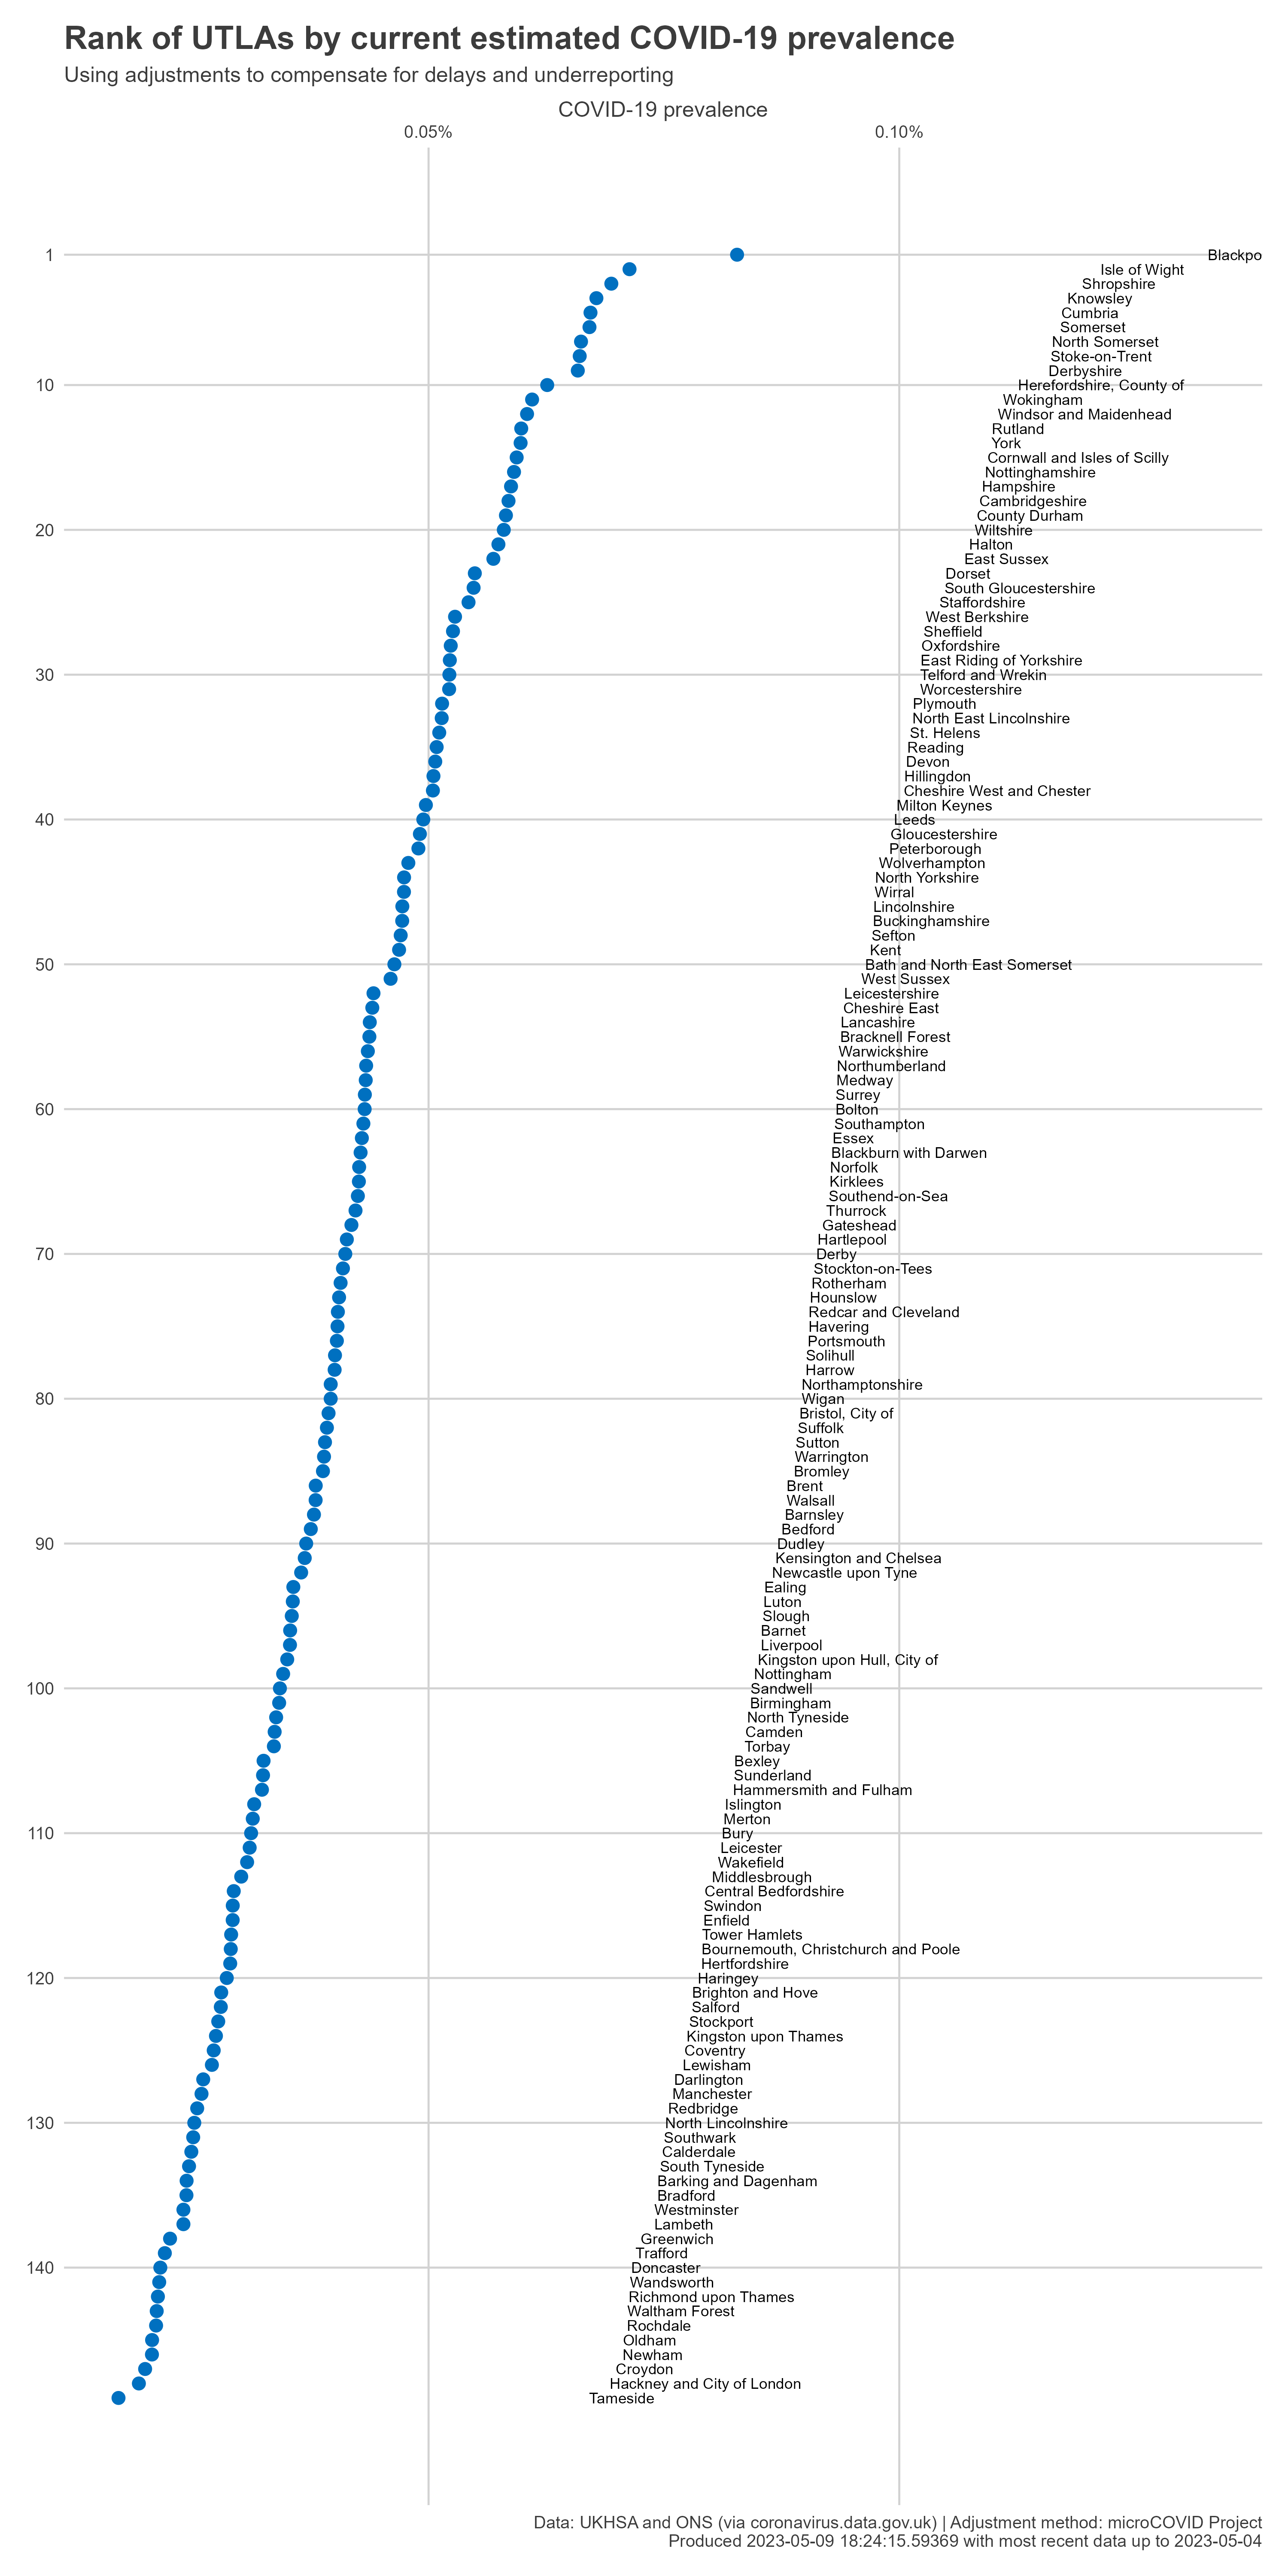 Rank of UTLAs by current estimated COVID-19 prevalence
Using adjustments to compensate for delays and underreporting
COVID-19 prevalence
0.05% 0.10%
1 Blackpo
Isle of Wight
Shropshire
Knowsley
Cumbria
Somerset
North Somerset
Stoke-on-Trent
Derbyshire
10 Herefordshire, County of
Wokingham
Windsor and Maidenhead
Rutland
York
Cornwall and Isles of Scilly
Nottinghamshire
Hampshire
Cambridgeshire
County Durham
20 Wiltshire
Halton
East Sussex
Dorset
South Gloucestershire
Staffordshire
West Berkshire
Sheffield
Oxfordshire
East Riding of Yorkshire
30 Telford and Wrekin
Worcestershire
Plymouth
North East Lincolnshire
St. Helens
Reading
Devon
Hillingdon
Cheshire West and Chester
Milton Keynes
40 Leeds
Gloucestershire
Peterborough
Wolverhampton
North Yorkshire
Wirral
Lincolnshire
Buckinghamshire
Sefton
Kent
50 Bath and North East Somerset
West Sussex
Leicestershire
Cheshire East
Lancashire
Bracknell Forest
Warwickshire
Northumberland
Medway
Surrey
60 Bolton
Southampton
Essex
Blackburn with Darwen
Norfolk
Kirklees
Southend-on-Sea
Thurrock
Gateshead
Hartlepool
70 Derby
Stockton-on-Tees
Rotherham
Hounslow
Redcar and Cleveland
Havering
Portsmouth
Solihull
Harrow
Northamptonshire
80 Wigan
Bristol, City of
Suffolk
Sutton
Warrington
Bromley
Brent
Walsall
Barnsley
Bedford
90 Dudley
Kensington and Chelsea
Newcastle upon Tyne
Ealing
Luton
Slough
Barnet
Liverpool
Kingston upon Hull, City of
Nottingham
100 Sandwell
Birmingham
North Tyneside
Camden
Torbay
Bexley
Sunderland
Hammersmith and Fulham
Islington
Merton
110 Bury
Leicester
Wakefield
Middlesbrough
Central Bedfordshire
Swindon
Enfield
Tower Hamlets
Bournemouth, Christchurch and Poole
Hertfordshire
120 Haringey
Brighton and Hove
Salford
Stockport
Kingston upon Thames
Coventry
Lewisham
Darlington
Manchester
Redbridge
130 North Lincolnshire
Southwark
Calderdale
South Tyneside
Barking and Dagenham
Bradford
Westminster
Lambeth
Greenwich
Trafford
140 Doncaster
Wandsworth
Richmond upon Thames
Waltham Forest
Rochdale
Oldham
Newham
Croydon
Hackney and City of London
Tameside
Data: UKHSA and ONS (via coronavirus.data.gov.uk) | Adjustment method: microCOVID Project
Produced 2023-05-09 18:24:15.59369 with most recent data up to 2023-05-04